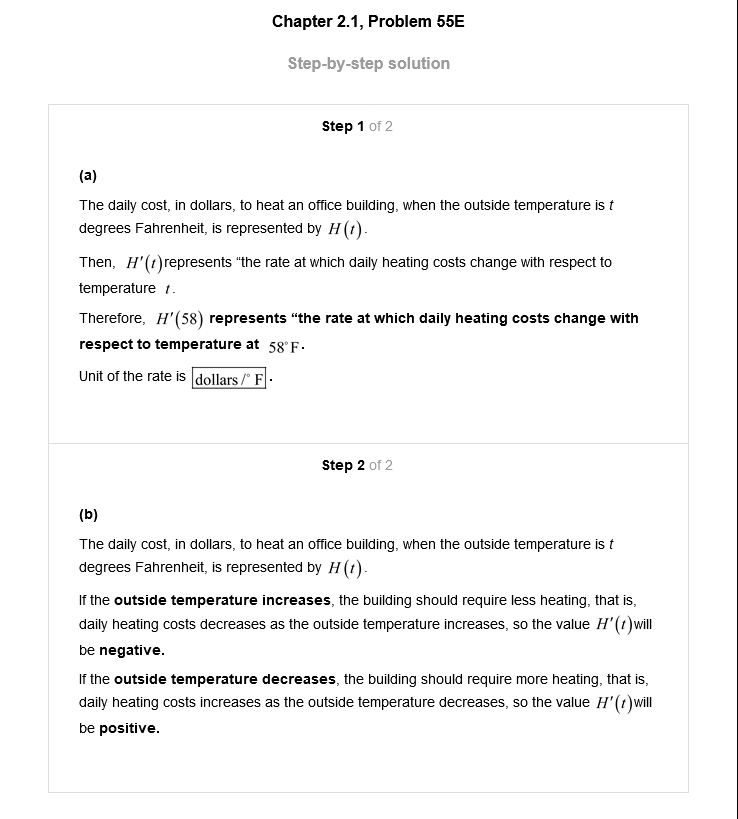 Chapter 2.1, Problem 55E
Step-by-step solution
Step 1 of 2
(a)
The daily cost, in dollars, to heat an office building, when the outside temperature is t
degrees Fahrenheit, is represented by H(t).
Then, H′(t)represents “the rate at which daily heating costs change with respect to
temperature t.
Therefore, H′(58) represents “the rate at which daily heating costs change with
respect to temperature at 58°F.
Unit of the rate is dollars/°F.
Step 2 of 2
(b)
The daily cost, in dollars, to heat an office building, when the outside temperature is t
degrees Fahrenheit, is represented by H(t).
If the outside temperature increases, the building should require less heating, that is,
daily heating costs decreases as the outside temperature increases, so the value H′(t)will
be negative.
If the outside temperature decreases, the building should require more heating, that is,
daily heating costs increases as the outside temperature decreases, so the value H′(t)will
be positive.